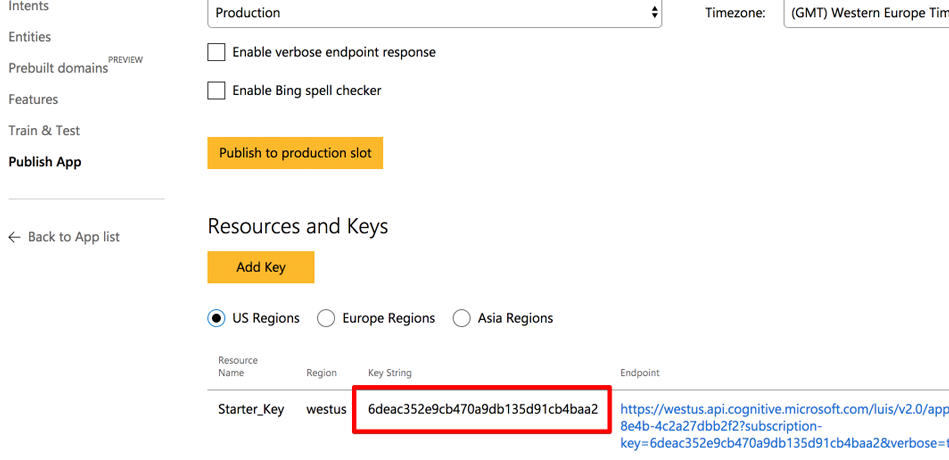 Intents
Entities
Prebuilt domains PREVIEW
Features
Train & Test
Publish App
Back to App list
Production
Timezone: (GMT) Western Europe Tim
Enable verbose endpoint response
Enable Bing spell checker
Publish to production slot
Resources and Keys
Add Key
US Regions Europe Regions Asia Regions
Resource
Name
Region
Key String
Endpoint
Starter_Key westus 6deac352e9cb470a9db135d91cb4baa2 https://westus.api.cognitive.microsoft.com/luis/v2.0/app
8e4b-4c2a27dbb2f2?subscription-
key=6deac352e9cb470a9db135d91cb4baa2&verbose=t